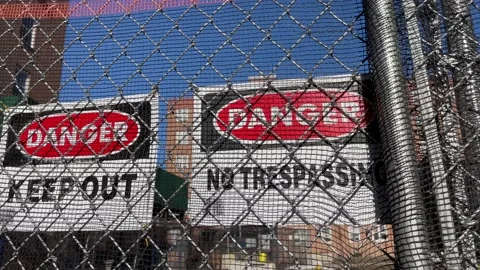 DANGER
KEEP OUT
DANGER
NO TRESPASSING